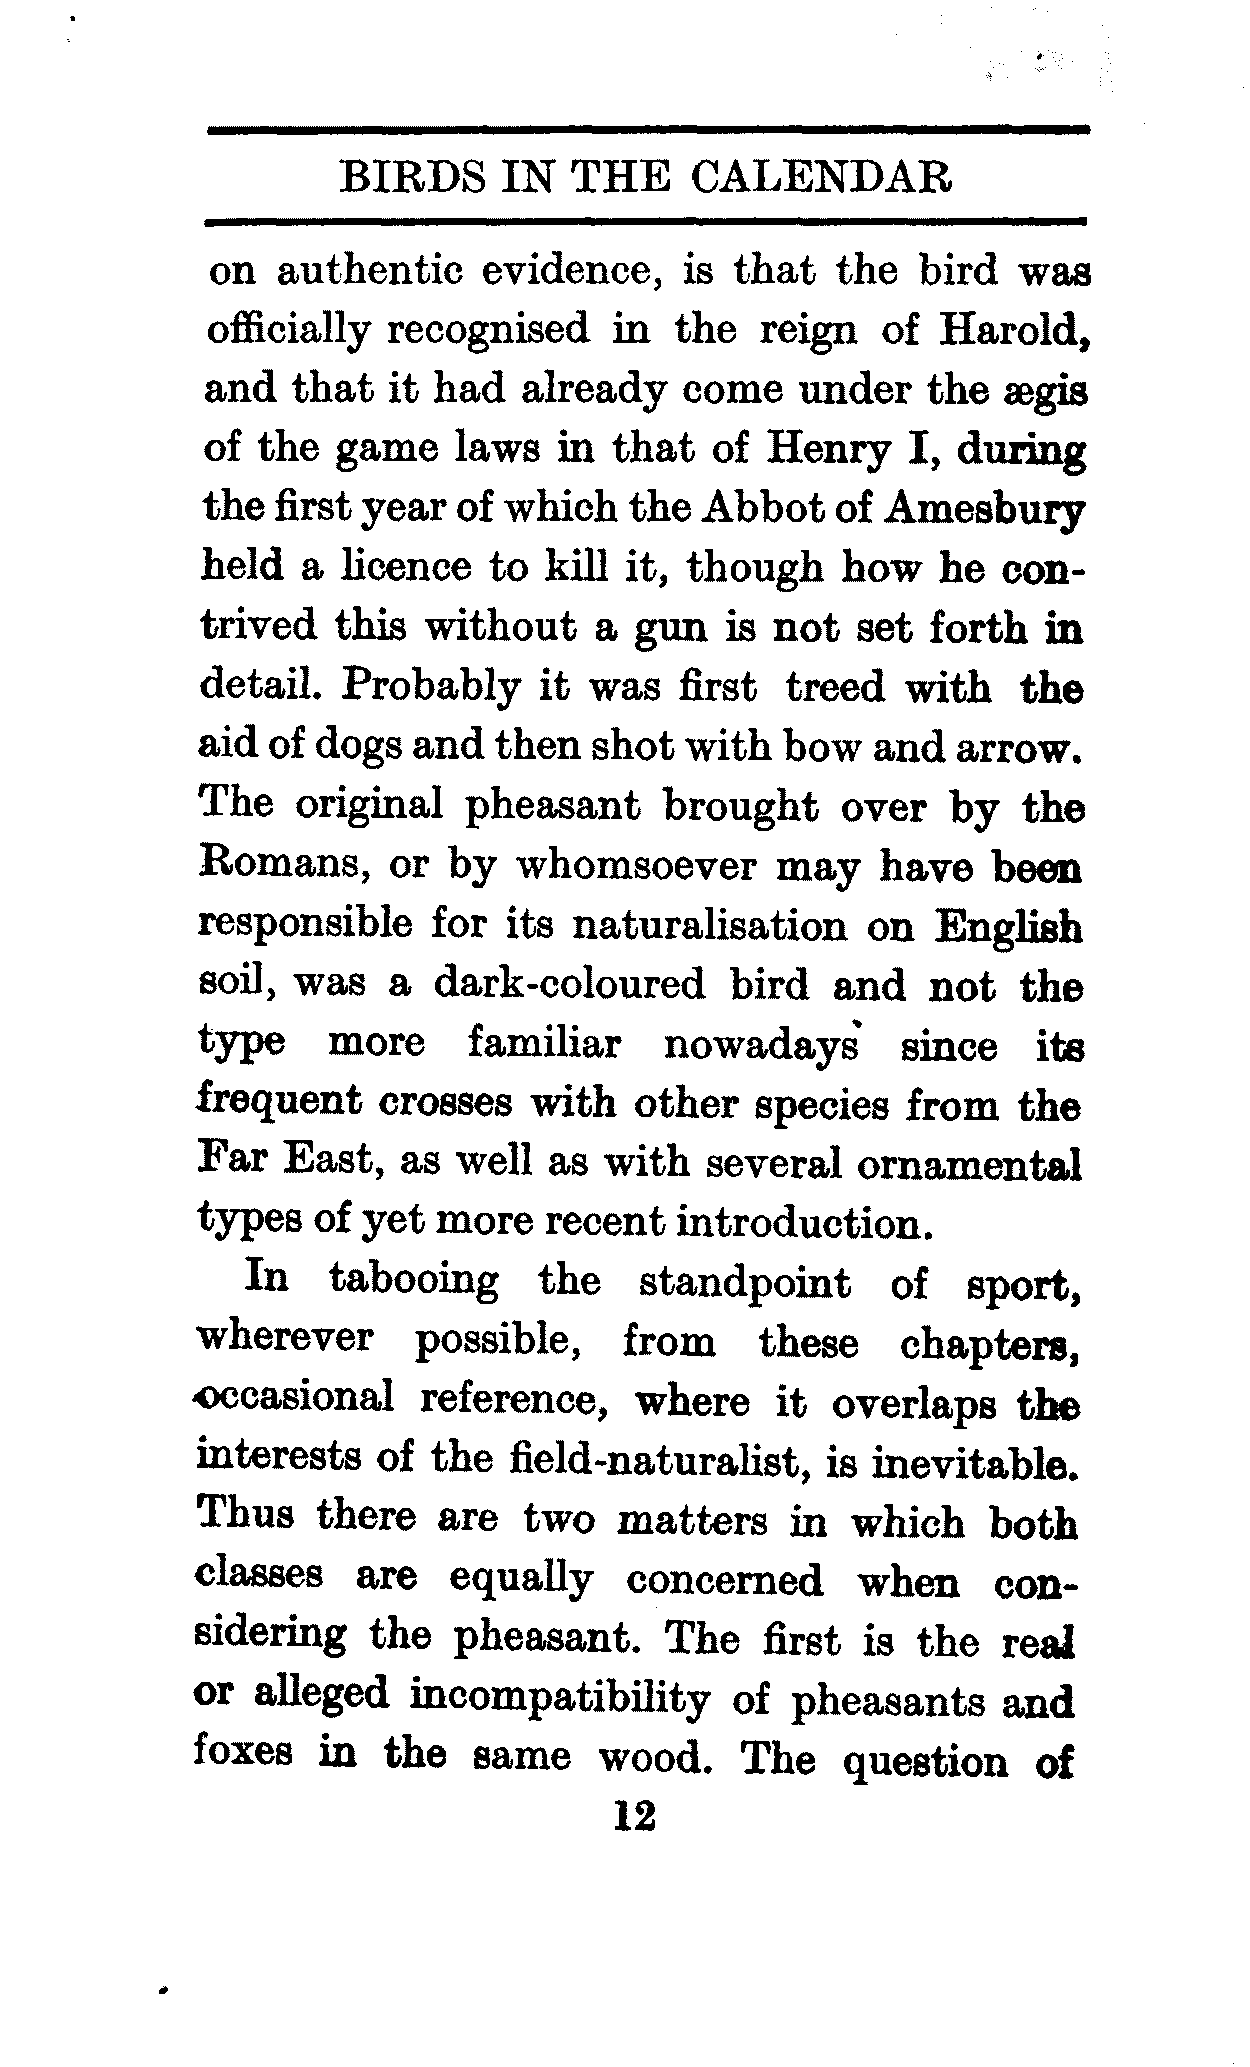 BIRDS IN THE CALENDAR
on authentic evidence, is that the bird was
officially recognised in the reign of Harold,
and that it had already come under the ægis
of the game laws in that of Henry I, during
the first year of which the Abbot of Amesbury
held a licence to kill it, though how he con-
trived this without a gun is not set forth in
detail. Probably it was first treed with the
aid of dogs and then shot with bow and arrow.
The original pheasant brought over by the
Romans, or by whomsoever may have been
responsible for its naturalisation on English
soil, was a dark-coloured bird and not the
type more familiar nowadays since its
frequent crosses with other species from the
Far East, as well as with several ornamental
types of yet more recent introduction.
In tabooing the standpoint of sport,
wherever possible, from these chapters,
occasional reference, where it overlaps the
interests of the field-naturalist, is inevitable.
Thus there are two matters in which both
classes are equally concerned when con-
sidering the pheasant. The first is the real
or alleged incompatibility of pheasants and
foxes in the same wood. The question of
12